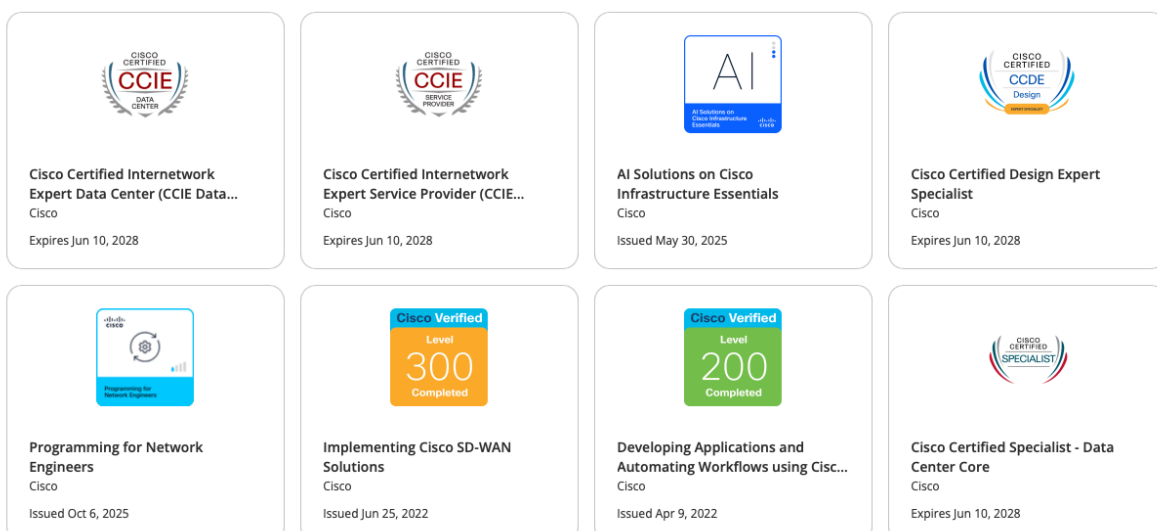 CISCO
CERTIFIED
CCIE
DATA
CENTER
Cisco Certified Internetwork
Expert Data Center (CCIE Data...
Cisco
Expires Jun 10, 2028
CISCO
CERTIFIED
CCIE
SERVICE
PROVIDER
Cisco Certified Internetwork
Expert Service Provider (CCIE...
Cisco
Expires Jun 10, 2028
AI
AI Solutions on
Cisco Infrastructure
Essentials
CISCO
AI Solutions on Cisco
Infrastructure Essentials
Cisco
Issued May 30, 2025
CISCO
CERTIFIED
CCDE
Design
EXPERT SPECIALIST
Cisco Certified Design Expert
Specialist
Cisco
Expires Jun 10, 2028
CISCO
Programming for
Network Engineers
Programming for Network
Engineers
Cisco
Issued Oct 6, 2025
Cisco Verified
Level
300
Completed
Implementing Cisco SD-WAN
Solutions
Cisco
Issued Jun 25, 2022
Cisco Verified
Level
200
Completed
Developing Applications and
Automating Workflows using Cisc...
Cisco
Issued Apr 9, 2022
CISCO
CERTIFIED
SPECIALIST
Cisco Certified Specialist - Data
Center Core
Cisco
Expires Jun 10, 2028